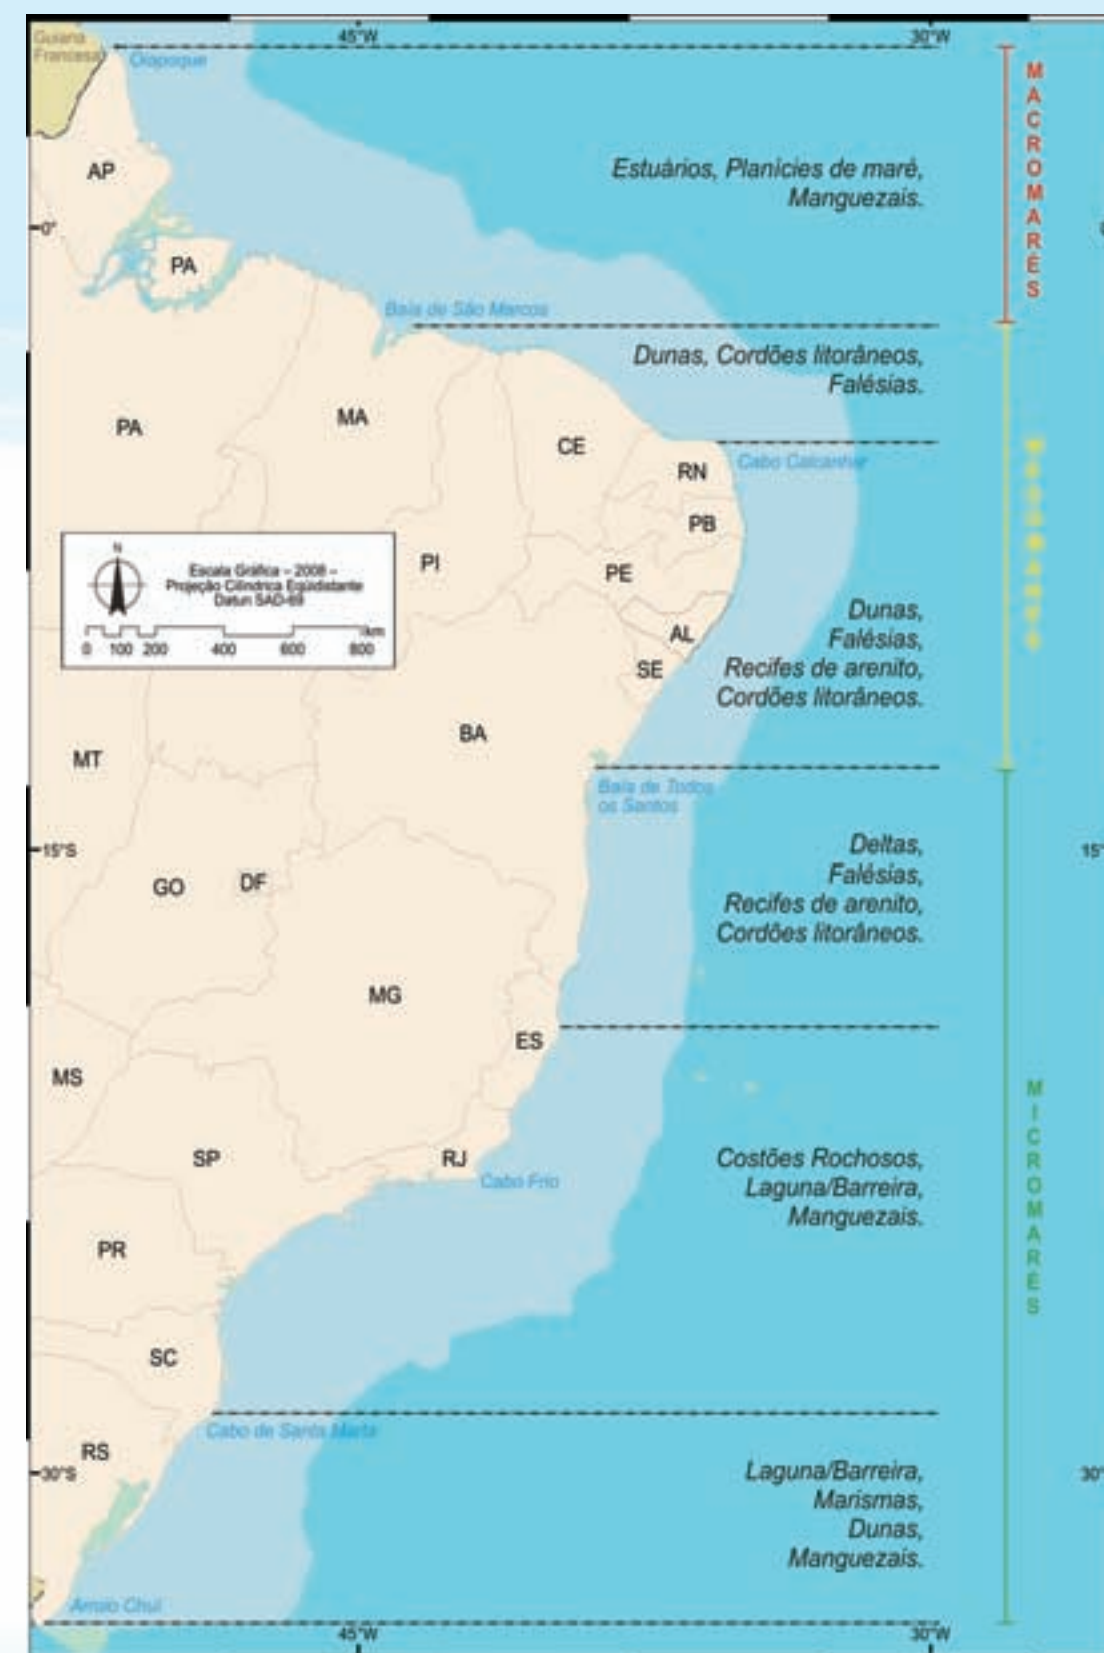 45°W
30°W
Guiana
Francesa
Oiapoque
MACROMARÉS
AP
Estuários, Planícies de maré,
Manguezais.
0°
PA
Baía de São Marcos
Dunas, Cordões litorâneos,
Falésias.
MA
PA
CE
RN
Cabo Calcanhar
PB
PI
PE
N
Escala Gráfica – 2008 –
Projeção Cilíndrica Eqüidistante
Datun SAD-69
km
0 100 200 400 600 800
Dunas,
Falésias,
Recifes de arenito,
Cordões litorâneos.
AL
SE
BA
MT
Baía de Todos
os Santos
15°S
15°
Deltas,
Falésias,
Recifes de arenito,
Cordões litorâneos.
GO
DF
MG
ES
MS
MICROMARÉS
SP
RJ
Cabo Frio
Costões Rochosos,
Laguna/Barreira,
Manguezais.
PR
SC
Cabo de Santa Marta
RS
30°S
30°
Laguna/Barreira,
Marismas,
Dunas,
Manguezais.
Arroio Chuí
45°W
30°W